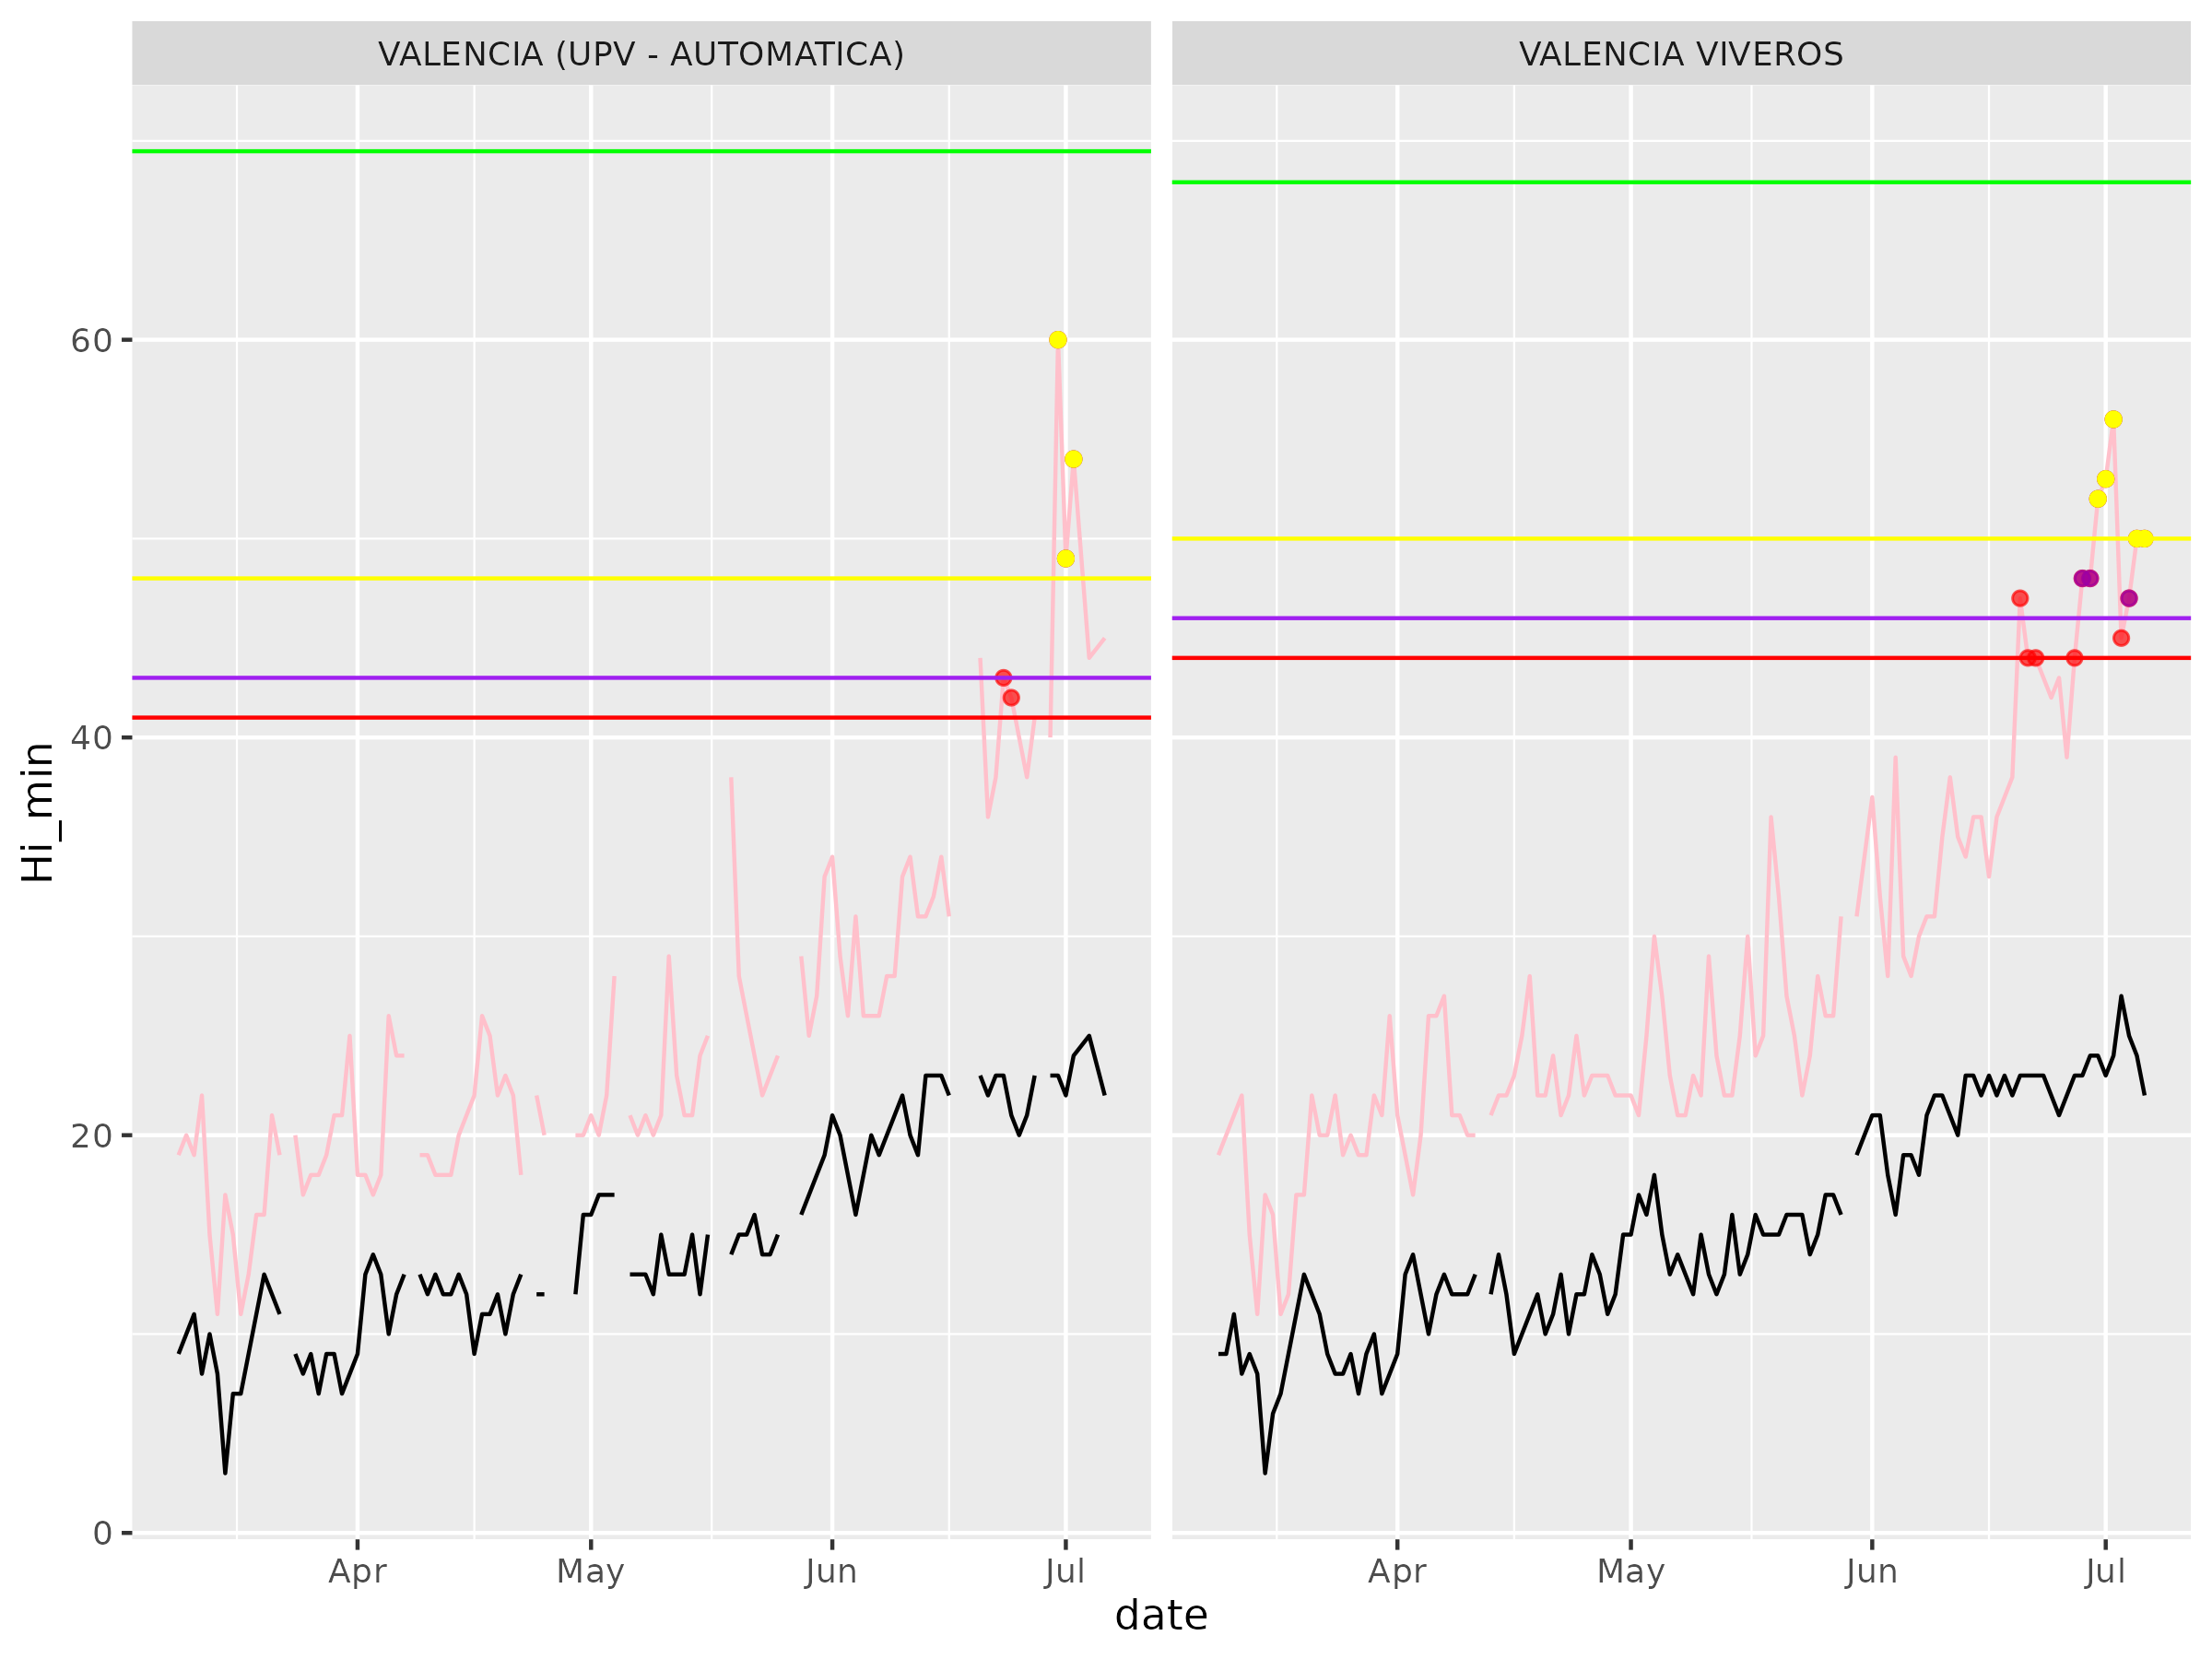 VALENCIA (UPV - AUTOMATICA)
VALENCIA VIVEROS
Hi_min
60
40
20
0
Apr May Jun Jul
Apr May Jun Jul
date